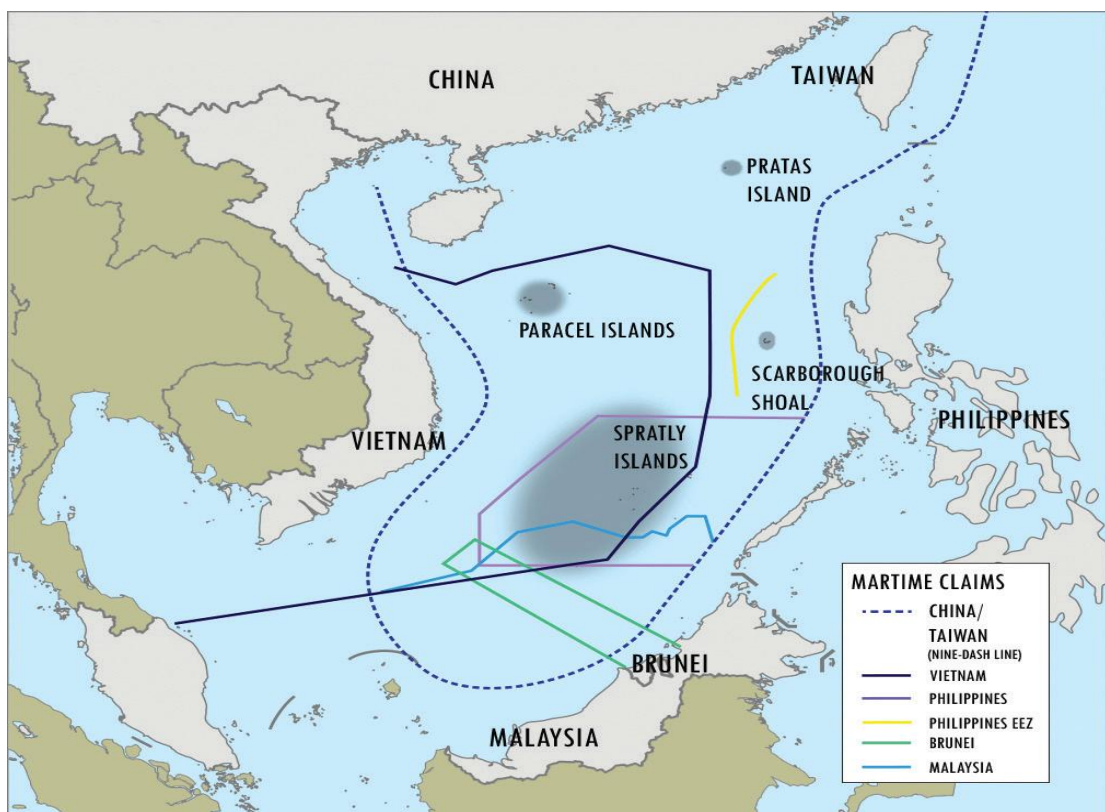 CHINA
TAIWAN
PRATAS
ISLAND
PARACEL ISLANDS
SCARBOROUGH
SHOAL
PHILIPPINES
VIETNAM
SPRATLY
ISLANDS
BRUNEI
MALAYSIA
MARTIME CLAIMS
CHINA/
TAIWAN
(NINE-DASH LINE)
VIETNAM
PHILIPPINES
PHILIPPINES EEZ
BRUNEI
MALAYSIA